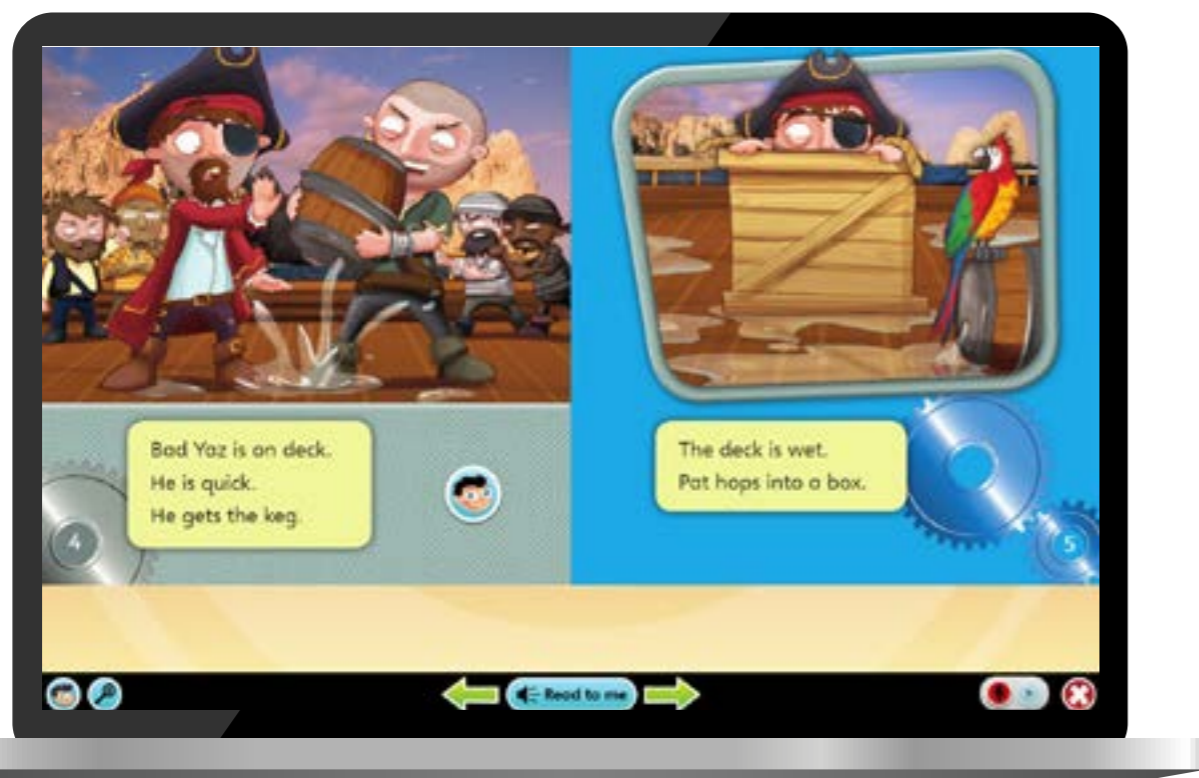 Bad Yaz is on deck.
He is quick.
He gets the keg.
4
The deck is wet.
Pat hops into a box.
5
Read to me